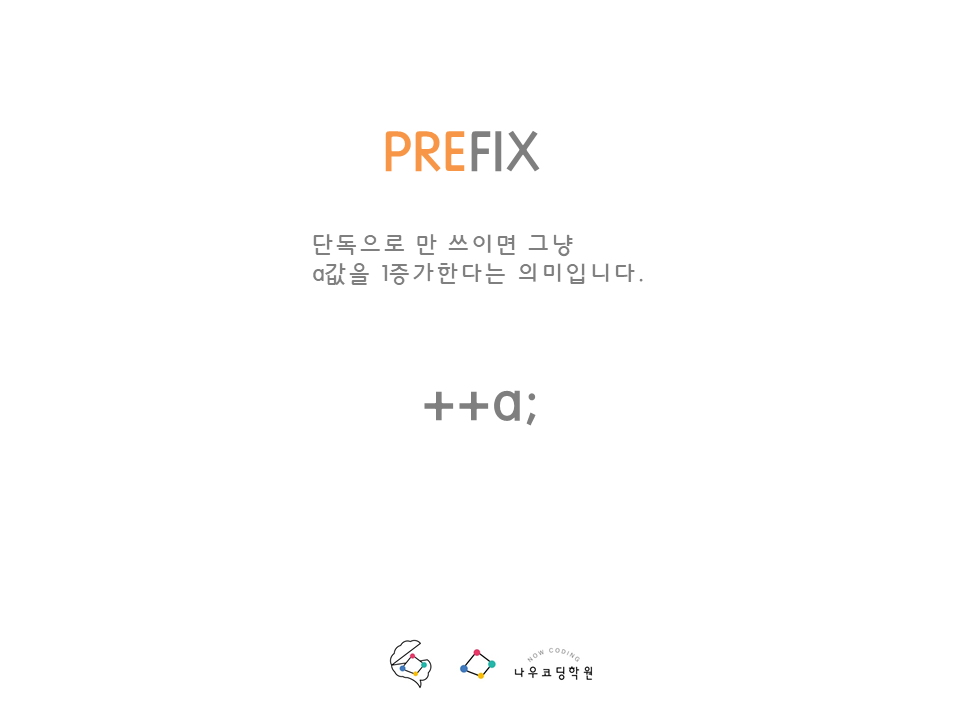 PREFIX
단독으로 만 쓰이면 그냥
a값을 1증가한다는 의미입니다.
++a;
NOW CODING
나우코딩학원